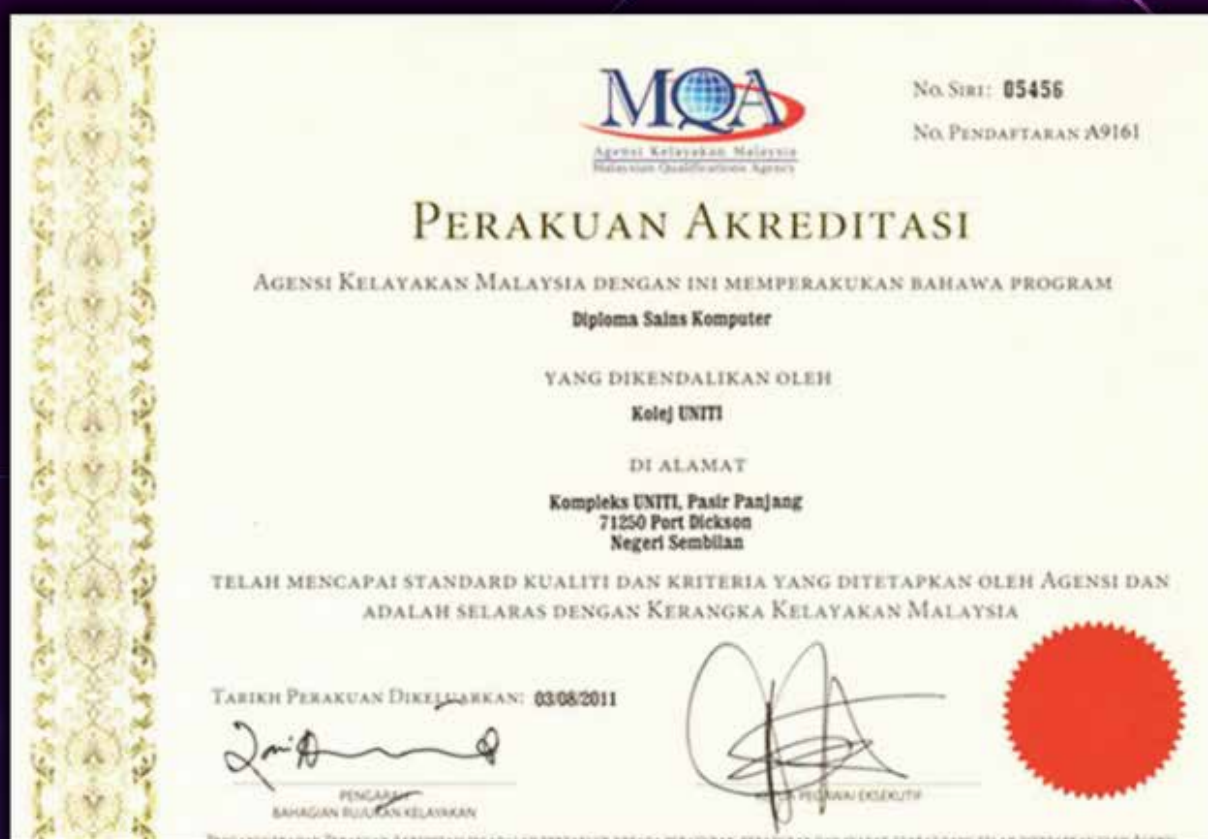 MQA
Agensi Kelayakan Malaysia
Malaysian Qualifications Agency
No. Siri: 05456
No. Pendaftaran: A9161
Perakuan Akreditasi
Agensi Kelayakan Malaysia dengan ini memperakukan bahawa program
Diploma Sains Komputer
yang dikendalikan oleh
Kolej UNITI
di alamat
Kompleks UNITI, Pasir Panjang
71250 Port Dickson
Negeri Sembilan
telah mencapai standard kualiti dan kriteria yang ditetapkan oleh Agensi dan
adalah selaras dengan Kerangka Kelayakan Malaysia
Tarikh Perakuan Dikeluarkan: 03/08/2011
PENGARAH
BAHAGIAN RUJUKAN KELAYAKAN
PEGAWAI EKSEKUTIF